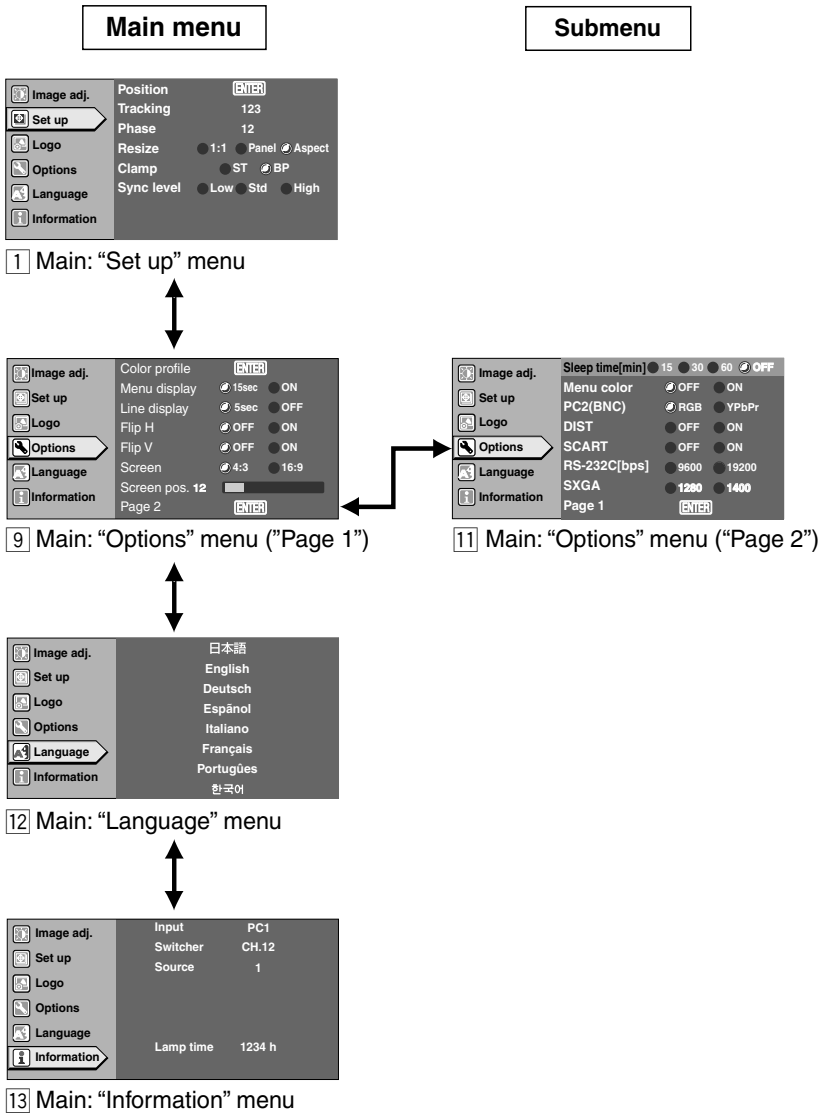 Main menu
Submenu
Image adj.
Set up
Logo
Options
Language
Information
Position ENTER
Tracking 123
Phase 12
Resize 1:1 Panel Aspect
Clamp ST BP
Sync level Low Std High
1 Main: “Set up” menu
Image adj.
Set up
Logo
Options
Language
Information
Color profile ENTER
Menu display 15sec ON
Line display 5sec OFF
Flip H OFF ON
Flip V OFF ON
Screen 4:3 16:9
Screen pos. 12
Page 2 ENTER
9 Main: “Options” menu (”Page 1”)
Image adj.
Set up
Logo
Options
Language
Information
Sleep time[min] 15 30 60 OFF
Menu color OFF ON
PC2(BNC) RGB YPbPr
DIST OFF ON
SCART OFF ON
RS-232C[bps] 9600 19200
SXGA 1280 1400
Page 1 ENTER
11 Main: “Options” menu (“Page 2”)
Image adj.
Set up
Logo
Options
Language
Information
日本語
English
Deutsch
Espãnol
Italiano
Français
Portugûes
한국어
12 Main: “Language” menu
Image adj.
Set up
Logo
Options
Language
Information
Input PC1
Switcher CH.12
Source 1
Lamp time 1234 h
13 Main: “Information” menu